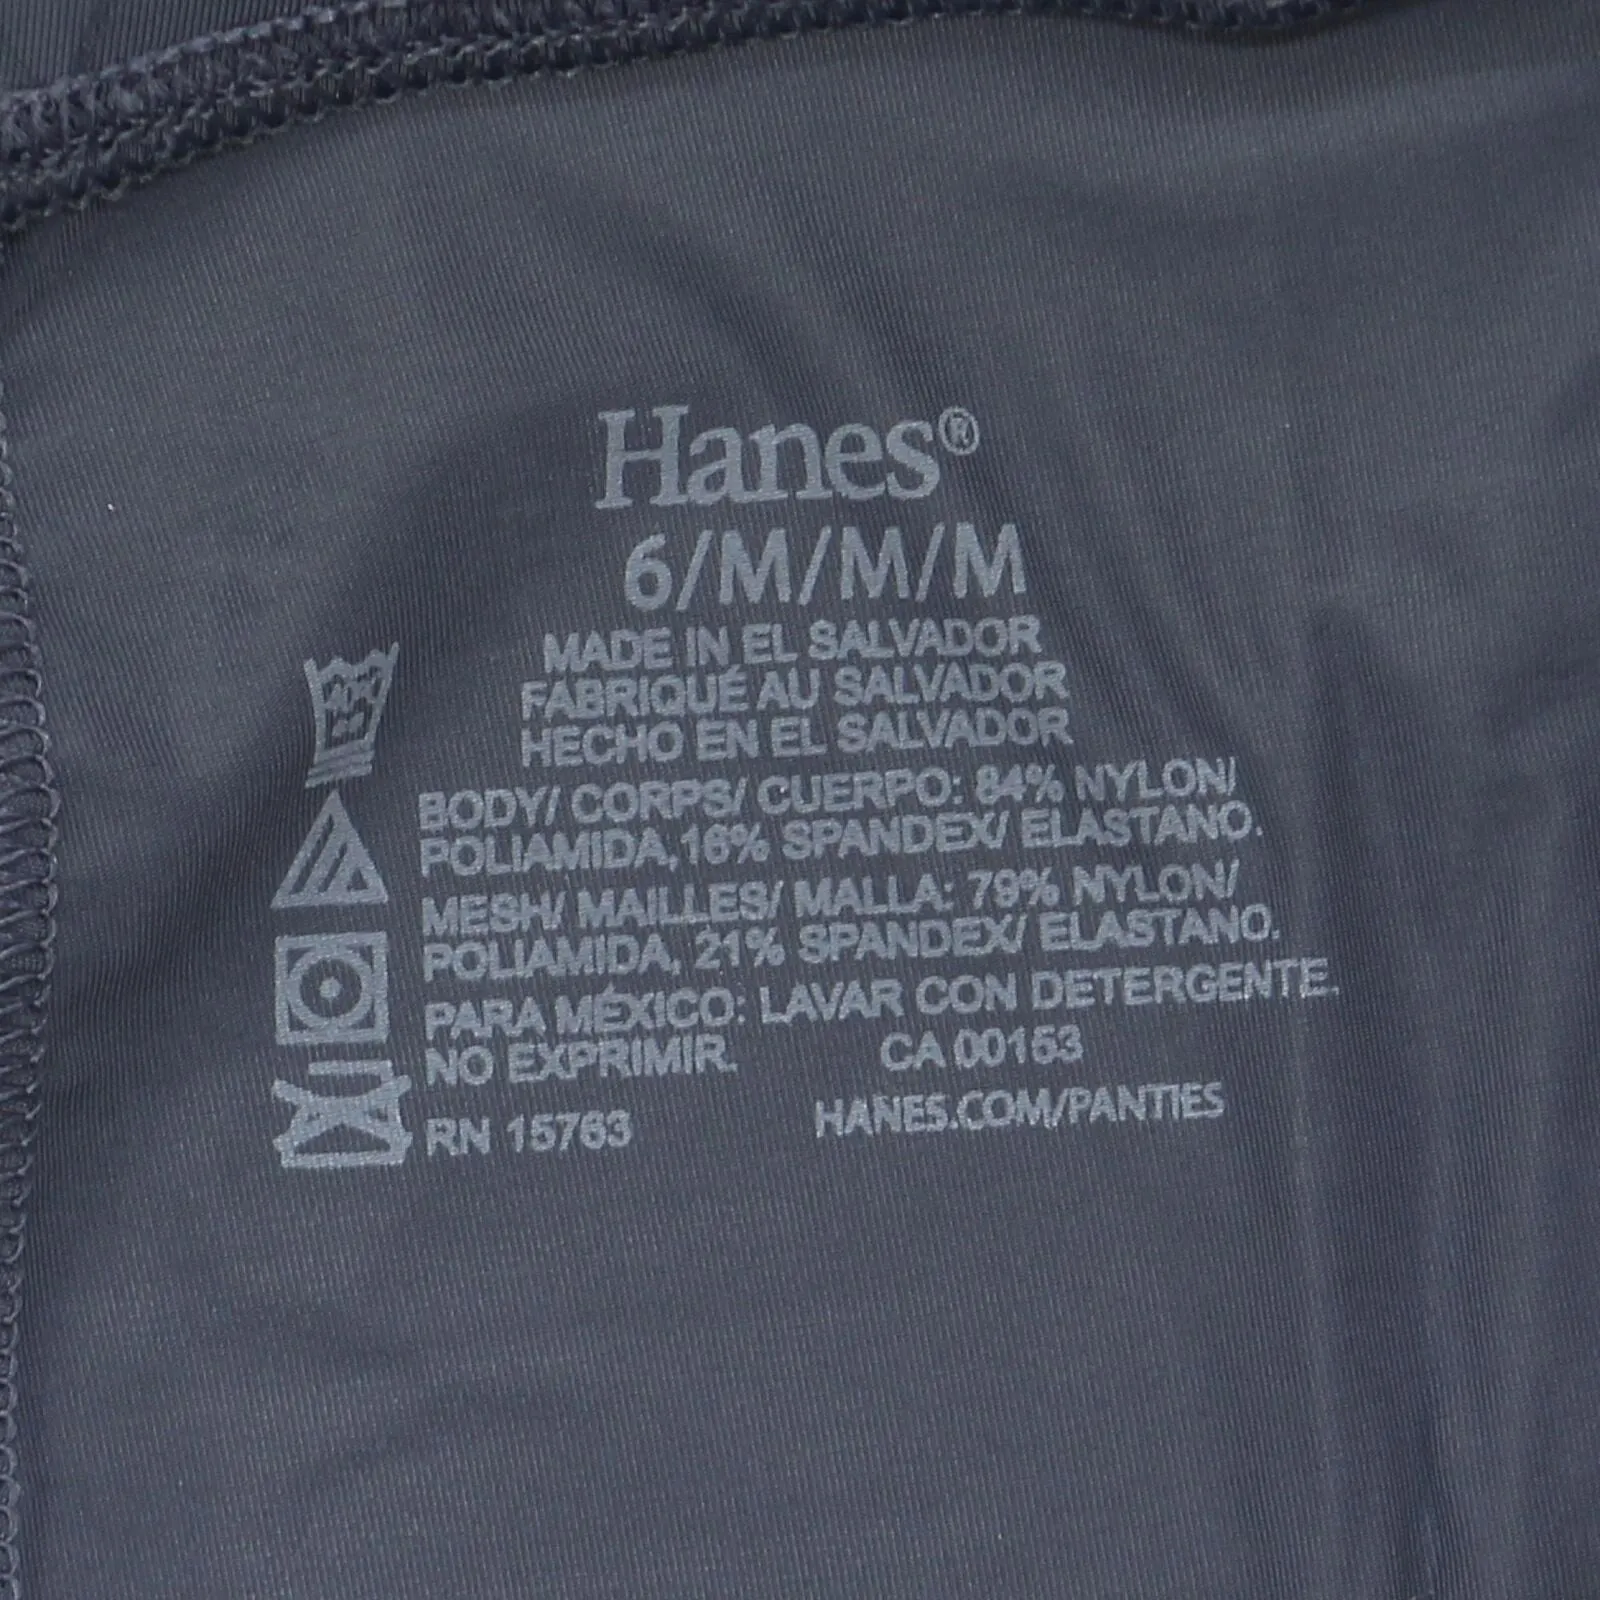 Hanes®
6/M/M/M
MADE IN EL SALVADOR
FABRIQUÉ AU SALVADOR
HECHO EN EL SALVADOR
BODY/ CORPS/ CUERPO: 84% NYLON/
POLIAMIDA,16% SPANDEX/ ELASTANO.
MESH/ MAILLES/ MALLA: 79% NYLON/
POLIAMIDA, 21% SPANDEX/ ELASTANO.
PARA MÉXICO: LAVAR CON DETERGENTE.
NO EXPRIMIR. CA 00153
RN 15763 HANES.COM/PANTIES